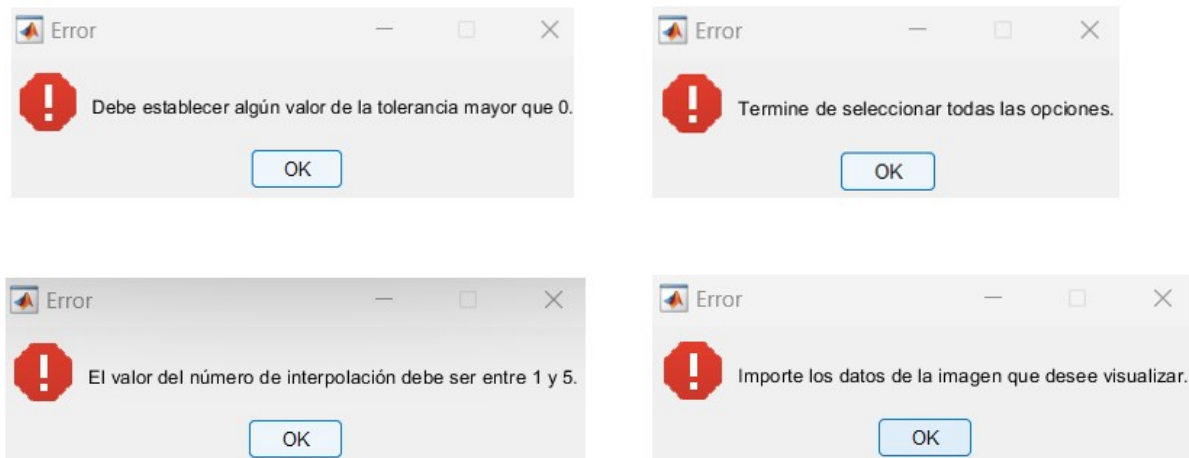 Error
Debe establecer algún valor de la tolerancia mayor que 0.
OK
Error
Termine de seleccionar todas las opciones.
OK
Error
El valor del número de interpolación debe ser entre 1 y 5.
OK
Error
Importe los datos de la imagen que desee visualizar.
OK